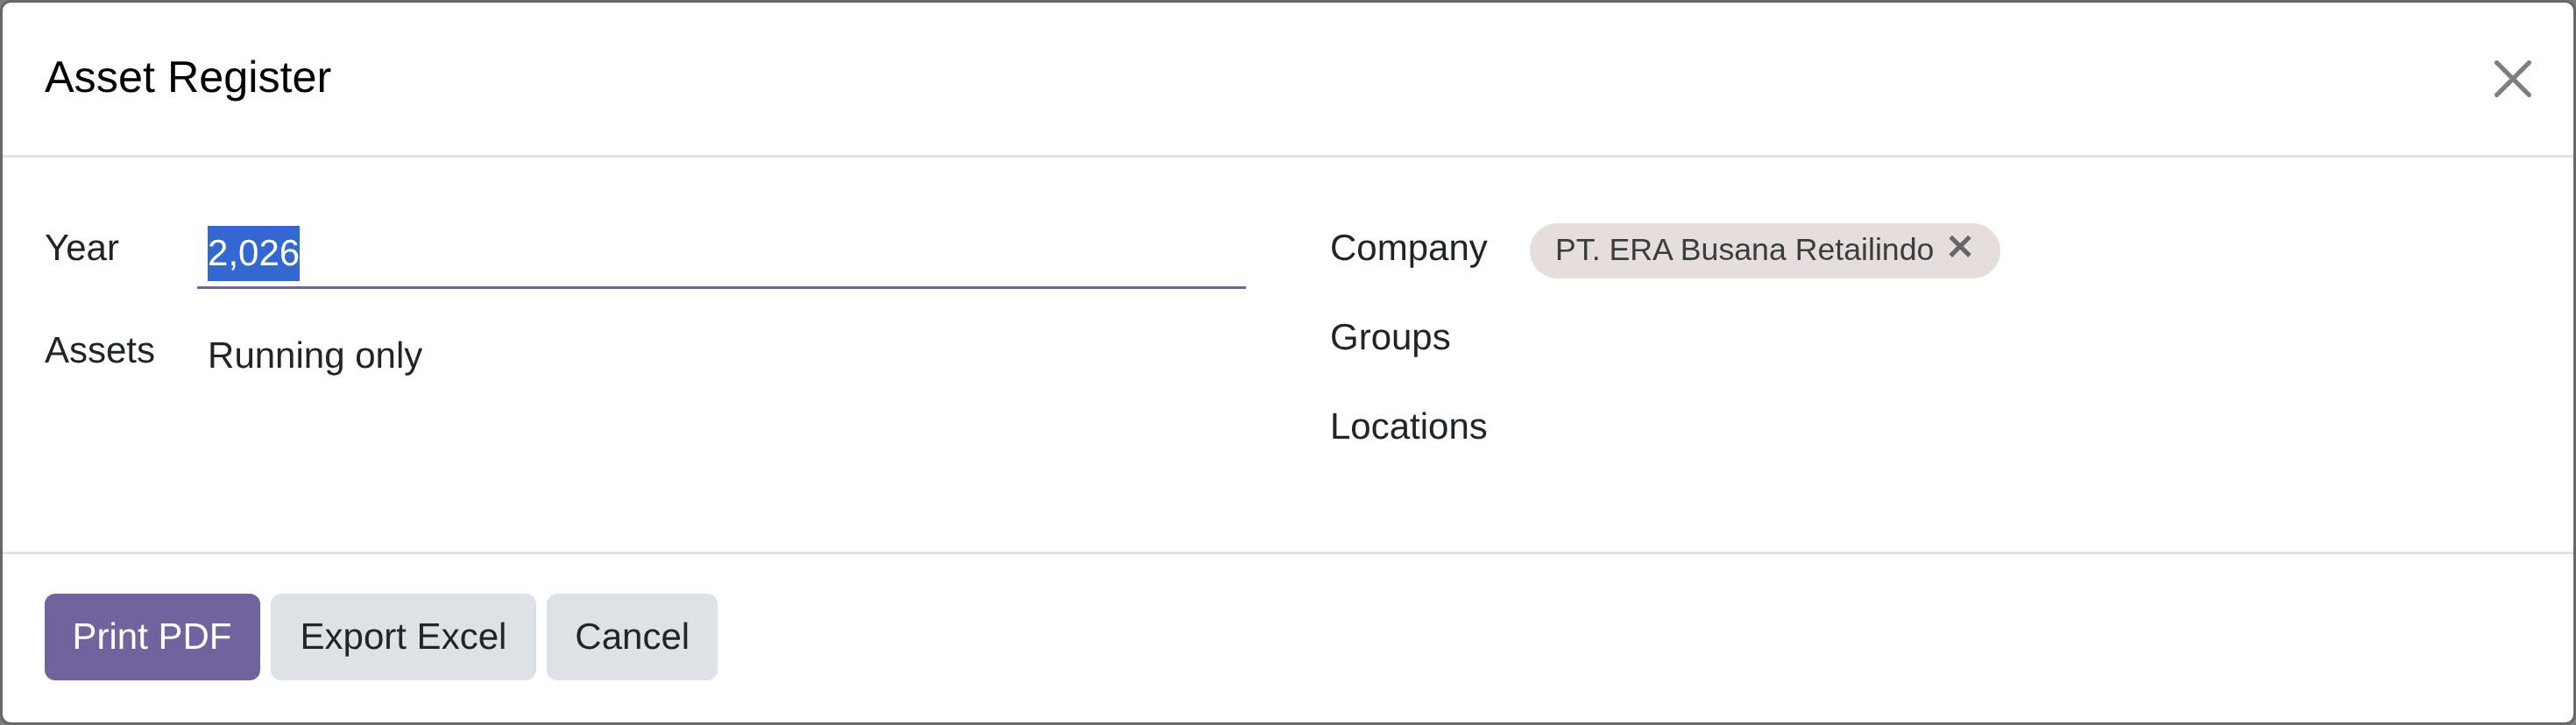 Asset Register
Year 2,026
Assets Running only
Company PT. ERA Busana Retailindo
Groups
Locations
Print PDF Export Excel Cancel